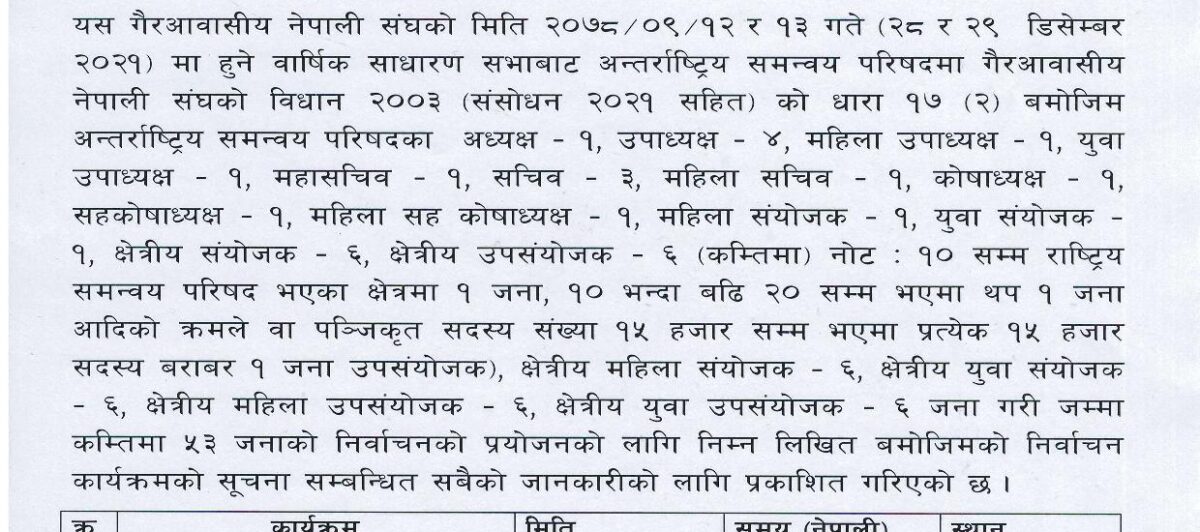 यस गैरआवासीय नेपाली संघको मिति २०७८/०९/१२ र १३ गते (२८ र २९ डिसेम्बर
२०२१) मा हुने वार्षिक साधारण सभाबाट अन्तर्राष्ट्रिय समन्वय परिषदमा गैरआवासीय
नेपाली संघको विधान २००३ (संसोधन २०२१ सहित) को धारा १७ (२) बमोजिम
अन्तर्राष्ट्रिय समन्वय परिषदका अध्यक्ष - १, उपाध्यक्ष - ४, महिला उपाध्यक्ष - १, युवा
उपाध्यक्ष - १, महासचिव - १, सचिव - ३, महिला सचिव - १, कोषाध्यक्ष - १,
सहकोषाध्यक्ष - १, महिला सह कोषाध्यक्ष - १, महिला संयोजक - १, युवा संयोजक -
१, क्षेत्रीय संयोजक - ६, क्षेत्रीय उपसंयोजक - ६ (कम्तिमा) नोट : १० सम्म राष्ट्रिय
समन्वय परिषद भएका क्षेत्रमा १ जना, १० भन्दा बढि २० सम्म भएमा थप १ जना
आदिको क्रमले वा पञ्जिकृत सदस्य संख्या १५ हजार सम्म भएमा प्रत्येक १५ हजार
सदस्य बराबर १ जना उपसंयोजक), क्षेत्रीय महिला संयोजक - ६, क्षेत्रीय युवा संयोजक
- ६, क्षेत्रीय महिला उपसंयोजक - ६, क्षेत्रीय युवा उपसंयोजक - ६ जना गरी जम्मा
कम्तिमा ५३ जनाको निर्वाचनको प्रयोजनको लागि निम्न लिखित बमोजिमको निर्वाचन
कार्यक्रमको सूचना सम्बन्धित सबैको जानकारीको लागि प्रकाशित गरिएको छ ।
क्र कार्यक्रम मिति समय (नेपाली) स्थान